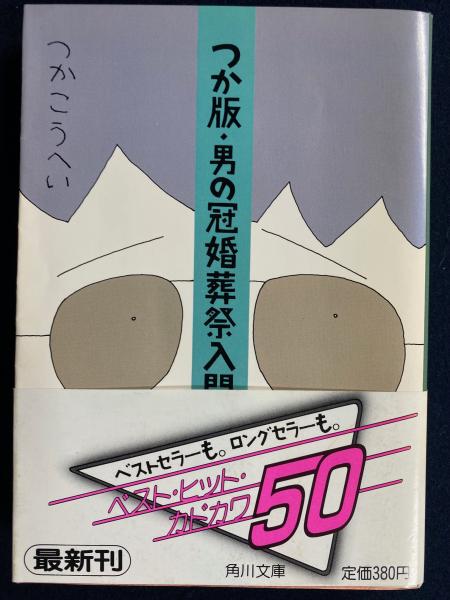 つか版・男の冠婚葬祭入門
つかこうへい
ベストセラーも。ロングセラーも。
ベスト・ヒット・
カドカワ
50
最新刊
角川文庫
定価380円